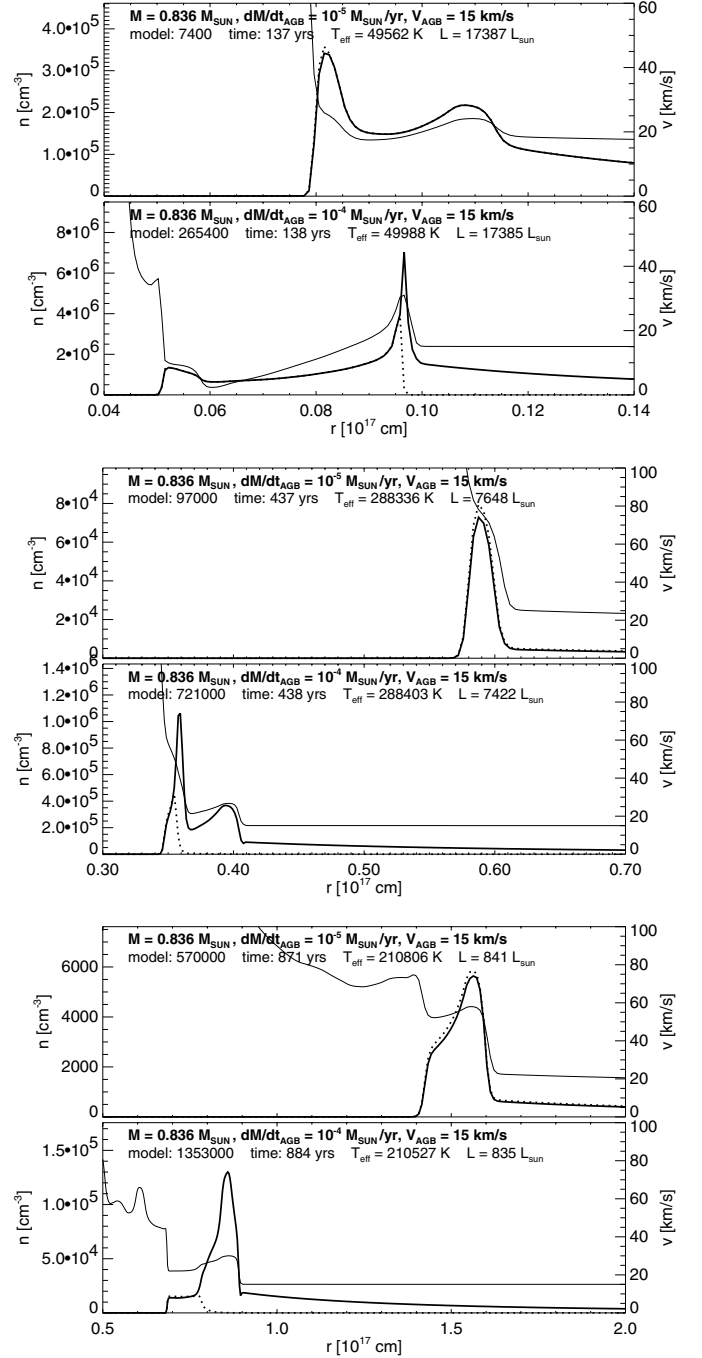 M = 0.836 M_SUN, dM/dt_AGB = 10^-5 M_SUN/yr, V_AGB = 15 km/s
model: 7400 time: 137 yrs T_eff = 49562 K L = 17387 L_sun
n [cm^-3]
4.0•10^5
3.0•10^5
2.0•10^5
1.0•10^5
0
60
40
20
0
v [km/s]
M = 0.836 M_SUN, dM/dt_AGB = 10^-4 M_SUN/yr, V_AGB = 15 km/s
model: 265400 time: 138 yrs T_eff = 49988 K L = 17385 L_sun
n [cm^-3]
8•10^6
6•10^6
4•10^6
2•10^6
0
60
40
20
0
v [km/s]
0.04 0.06 0.08 0.10 0.12 0.14
r [10^17 cm]
M = 0.836 M_SUN, dM/dt_AGB = 10^-5 M_SUN/yr, V_AGB = 15 km/s
model: 97000 time: 437 yrs T_eff = 288336 K L = 7648 L_sun
n [cm^-3]
8•10^4
6•10^4
4•10^4
2•10^4
0
100
80
60
40
20
0
v [km/s]
M = 0.836 M_SUN, dM/dt_AGB = 10^-4 M_SUN/yr, V_AGB = 15 km/s
model: 721000 time: 438 yrs T_eff = 288403 K L = 7422 L_sun
n [cm^-3]
1.4•10^6
1.2•10^6
1.0•10^6
8.0•10^5
6.0•10^5
4.0•10^5
2.0•10^5
0
100
80
60
40
20
0
v [km/s]
0.30 0.40 0.50 0.60 0.70
r [10^17 cm]
M = 0.836 M_SUN, dM/dt_AGB = 10^-5 M_SUN/yr, V_AGB = 15 km/s
model: 570000 time: 871 yrs T_eff = 210806 K L = 841 L_sun
n [cm^-3]
6000
4000
2000
0
100
80
60
40
20
0
v [km/s]
M = 0.836 M_SUN, dM/dt_AGB = 10^-4 M_SUN/yr, V_AGB = 15 km/s
model: 1353000 time: 884 yrs T_eff = 210527 K L = 835 L_sun
n [cm^-3]
1.5•10^5
1.0•10^5
5.0•10^4
0
100
80
60
40
20
0
v [km/s]
0.5 1.0 1.5 2.0
r [10^17 cm]